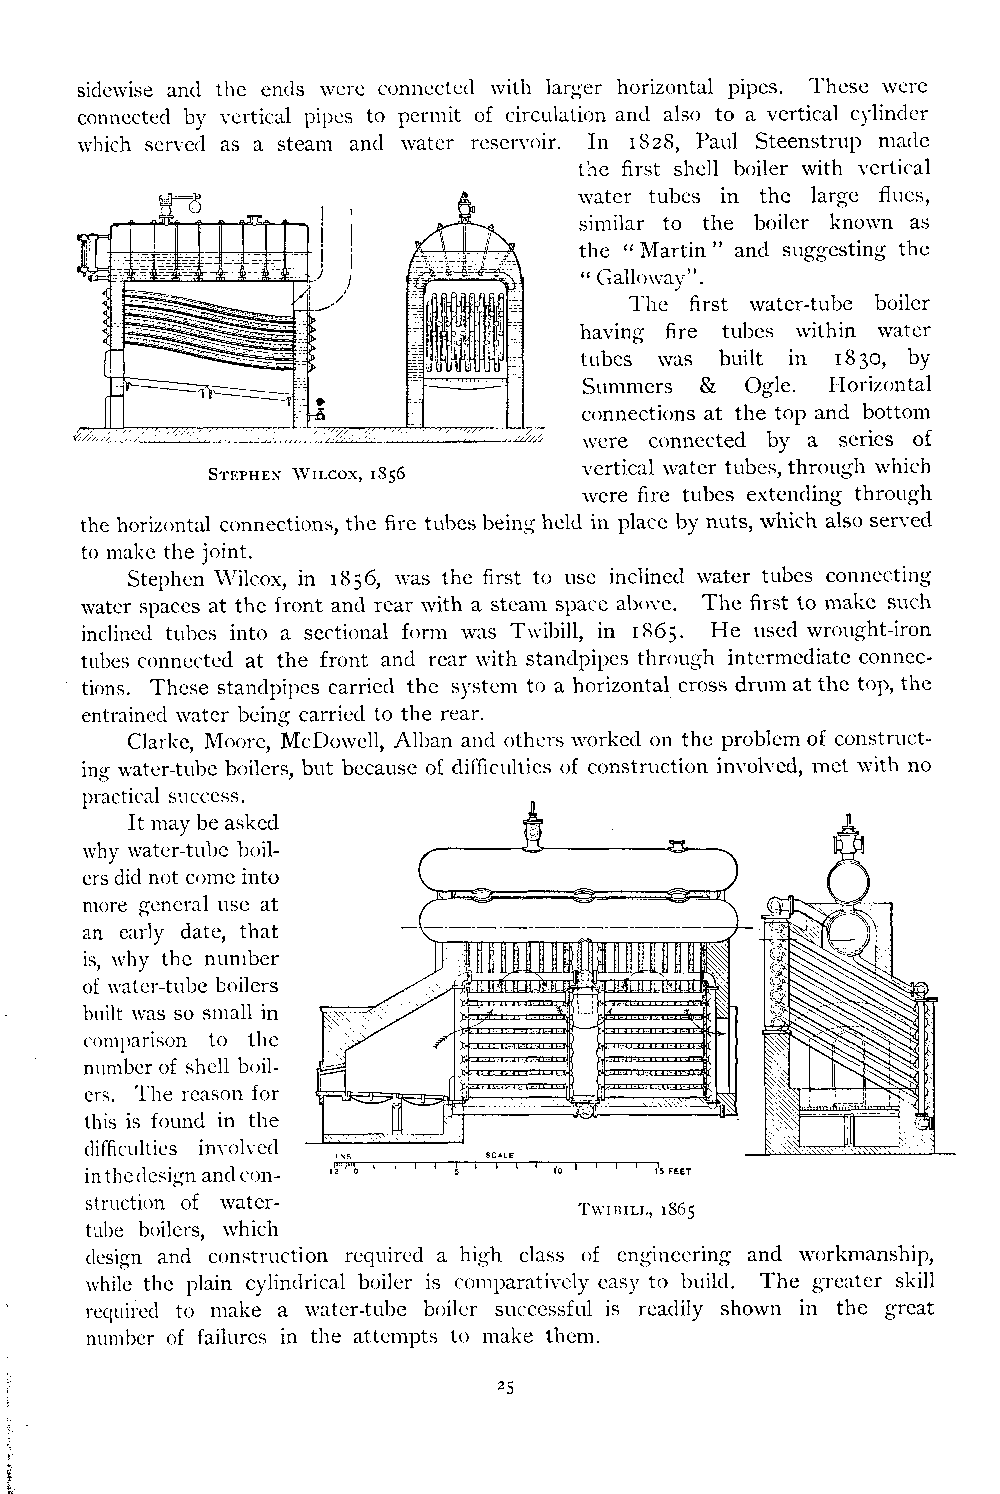 sidewise and the ends were connected with larger horizontal pipes. These were
connected by vertical pipes to permit of circulation and also to a vertical cylinder
which served as a steam and water reservoir. In 1828, Paul Steenstrup made
the first shell boiler with vertical
water tubes in the large flues,
similar to the boiler known as
the “Martin” and suggesting the
“Galloway”.
The first water-tube boiler
having fire tubes within water
tubes was built in 1830, by
Summers & Ogle. Horizontal
connections at the top and bottom
were connected by a series of
vertical water tubes, through which
were fire tubes extending through
STEPHEN WILCOX, 1856
the horizontal connections, the fire tubes being held in place by nuts, which also served
to make the joint.
Stephen Wilcox, in 1856, was the first to use inclined water tubes connecting
water spaces at the front and rear with a steam space above. The first to make such
inclined tubes into a sectional form was Twibill, in 1865. He used wrought-iron
tubes connected at the front and rear with standpipes through intermediate connec-
tions. These standpipes carried the system to a horizontal cross drum at the top, the
entrained water being carried to the rear.
Clarke, Moore, McDowell, Alban and others worked on the problem of construct-
ing water-tube boilers, but because of difficulties of construction involved, met with no
practical success.
It may be asked
why water-tube boil-
ers did not come into
more general use at
an early date, that
is, why the number
of water-tube boilers
built was so small in
comparison to the
number of shell boil-
ers. The reason for
this is found in the
difficulties involved
in the design and con-
struction of water-
tube boilers, which
INS SCALE
12 0 5 10 15 FEET
TWIBILL, 1865
design and construction required a high class of engineering and workmanship,
while the plain cylindrical boiler is comparatively easy to build. The greater skill
required to make a water-tube boiler successful is readily shown in the great
number of failures in the attempts to make them.
25